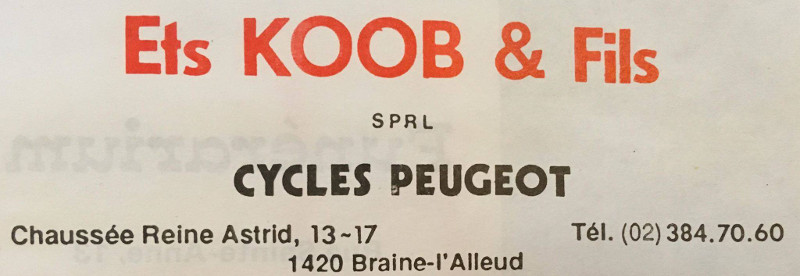 Ets KOOB & Fils
SPRL
CYCLES PEUGEOT
Chaussée Reine Astrid, 13~17 Tél. (02) 384.70.60
1420 Braine-l'Alleud